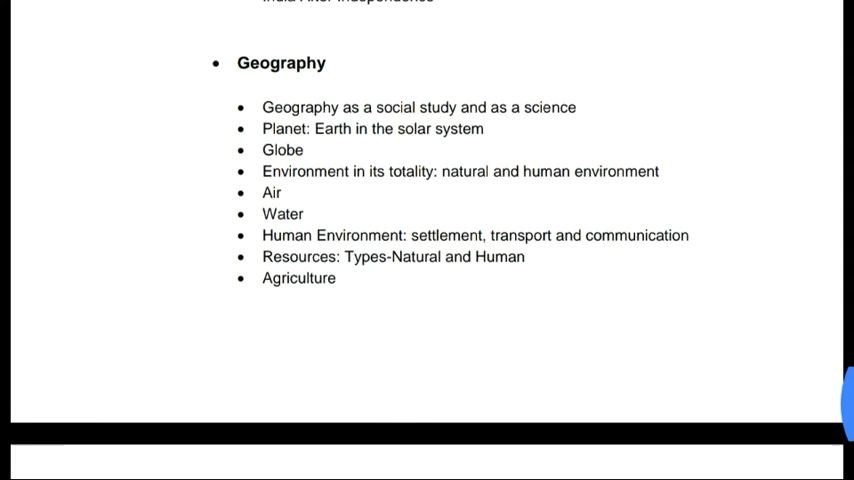 India After Independence
• Geography
• Geography as a social study and as a science
• Planet: Earth in the solar system
• Globe
• Environment in its totality: natural and human environment
• Air
• Water
• Human Environment: settlement, transport and communication
• Resources: Types-Natural and Human
• Agriculture